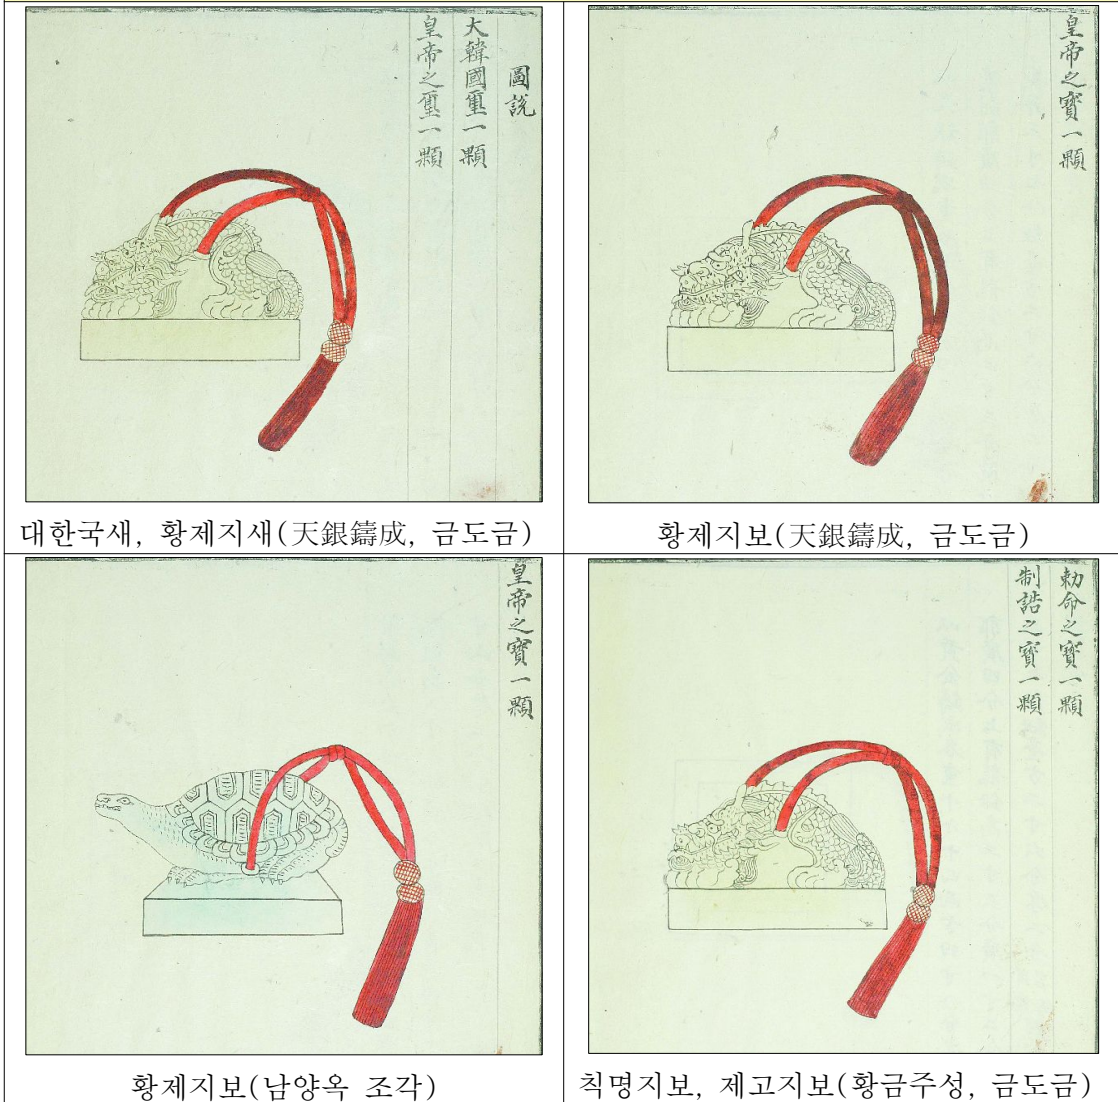 圖說
大韓國璽一顆
皇帝之璽一顆
대한국새, 황제지새(天銀鑄成, 금도금)
皇帝之寶一顆
황제지보(天銀鑄成, 금도금)
皇帝之寶一顆
황제지보(남양옥 조각)
勅命之寶一顆
制誥之寶一顆
칙명지보, 제고지보(황금주성, 금도금)